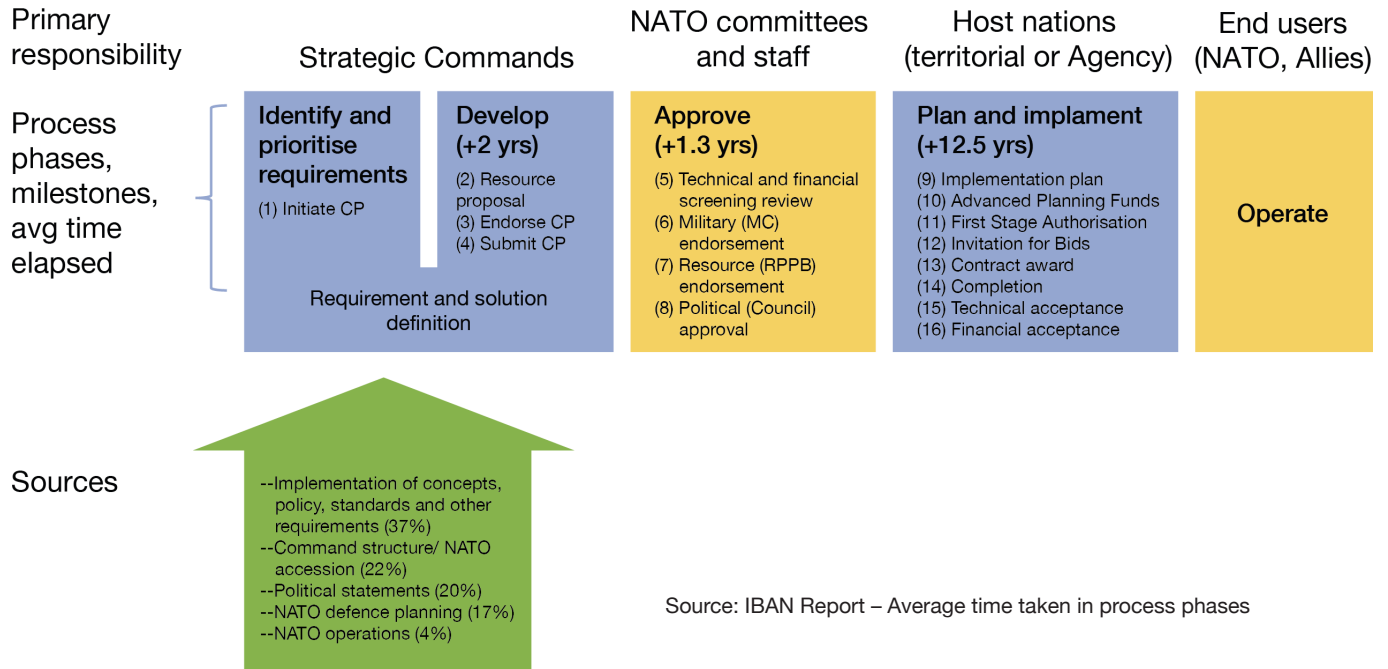 Primary
responsibility
Strategic Commands
NATO committees
and staff
Host nations
(territorial or Agency)
End users
(NATO, Allies)
Process
phases,
milestones,
avg time
elapsed
Identify and
prioritise
requirements
(1) Initiate CP
Develop
(+2 yrs)
(2) Resource
proposal
(3) Endorse CP
(4) Submit CP
Requirement and solution
definition
Approve
(+1.3 yrs)
(5) Technical and financial
screening review
(6) Military (MC)
endorsement
(7) Resource (RPPB)
endorsement
(8) Political (Council)
approval
Plan and implament
(+12.5 yrs)
(9) Implementation plan
(10) Advanced Planning Funds
(11) First Stage Authorisation
(12) Invitation for Bids
(13) Contract award
(14) Completion
(15) Technical acceptance
(16) Financial acceptance
Operate
Sources
--Implementation of concepts,
policy, standards and other
requirements (37%)
--Command structure/ NATO
accession (22%)
--Political statements (20%)
--NATO defence planning (17%)
--NATO operations (4%)
Source: IBAN Report – Average time taken in process phases